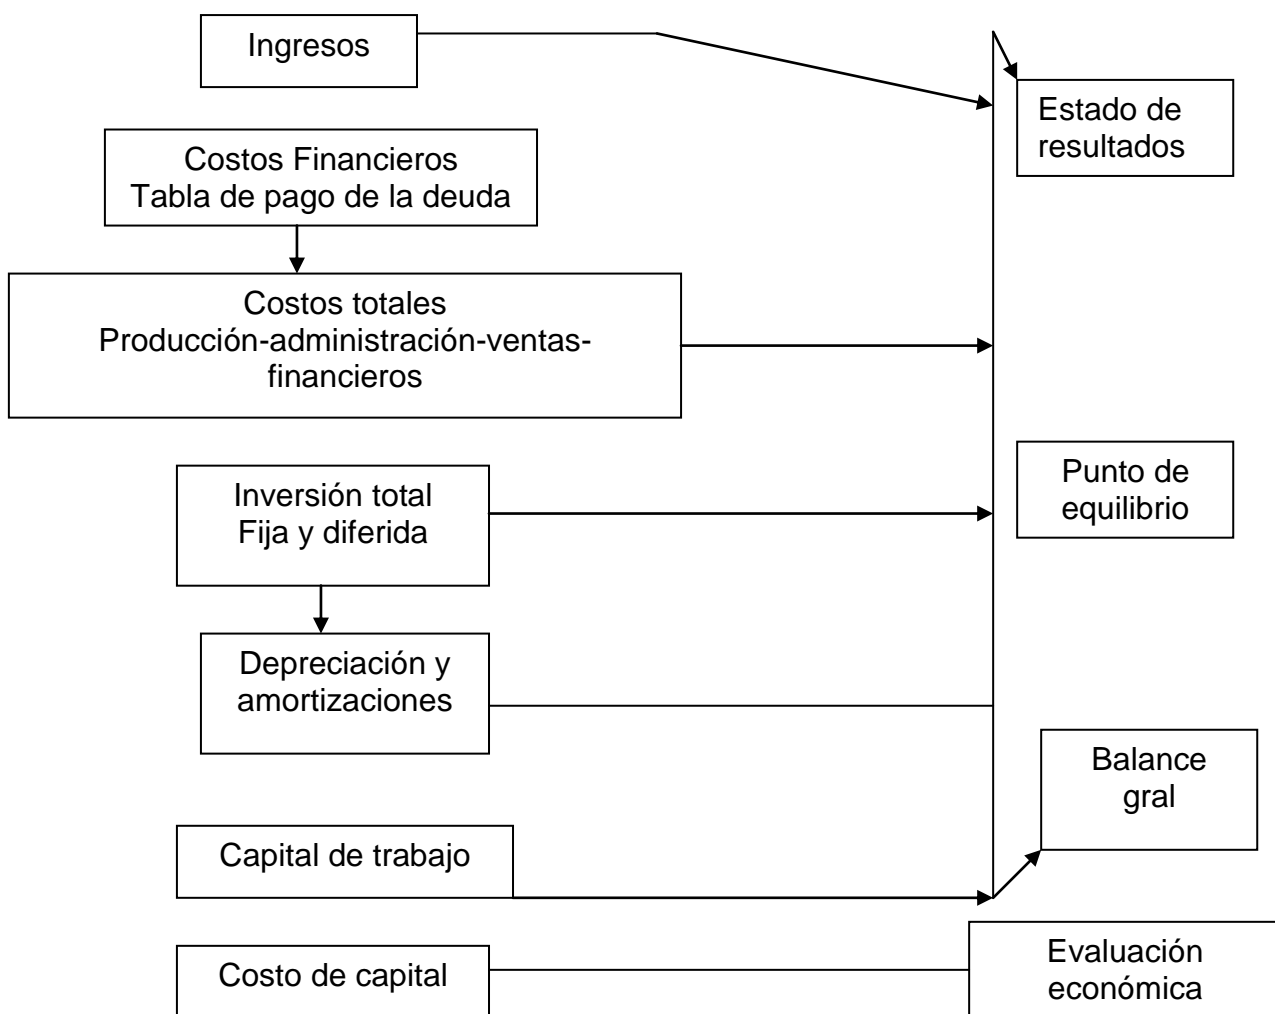 Ingresos
Estado de
resultados
Costos Financieros
Tabla de pago de la deuda
Costos totales
Producción-administración-ventas-
financieros
Punto de
equilibrio
Inversión total
Fija y diferida
Depreciación y
amortizaciones
Balance
gral
Capital de trabajo
Evaluación
económica
Costo de capital